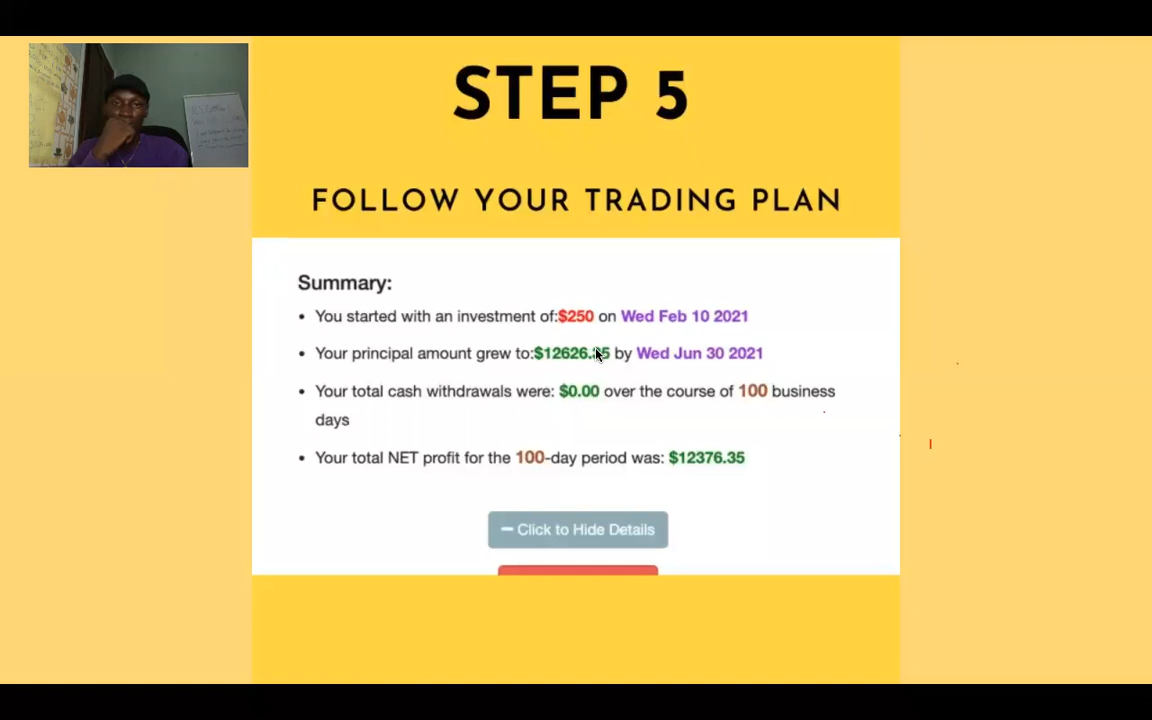 STEP 5
FOLLOW YOUR TRADING PLAN
Summary:
• You started with an investment of:$250 on Wed Feb 10 2021
• Your principal amount grew to:$12626.35 by Wed Jun 30 2021
• Your total cash withdrawals were: $0.00 over the course of 100 business
days
• Your total NET profit for the 100-day period was: $12376.35
Click to Hide Details